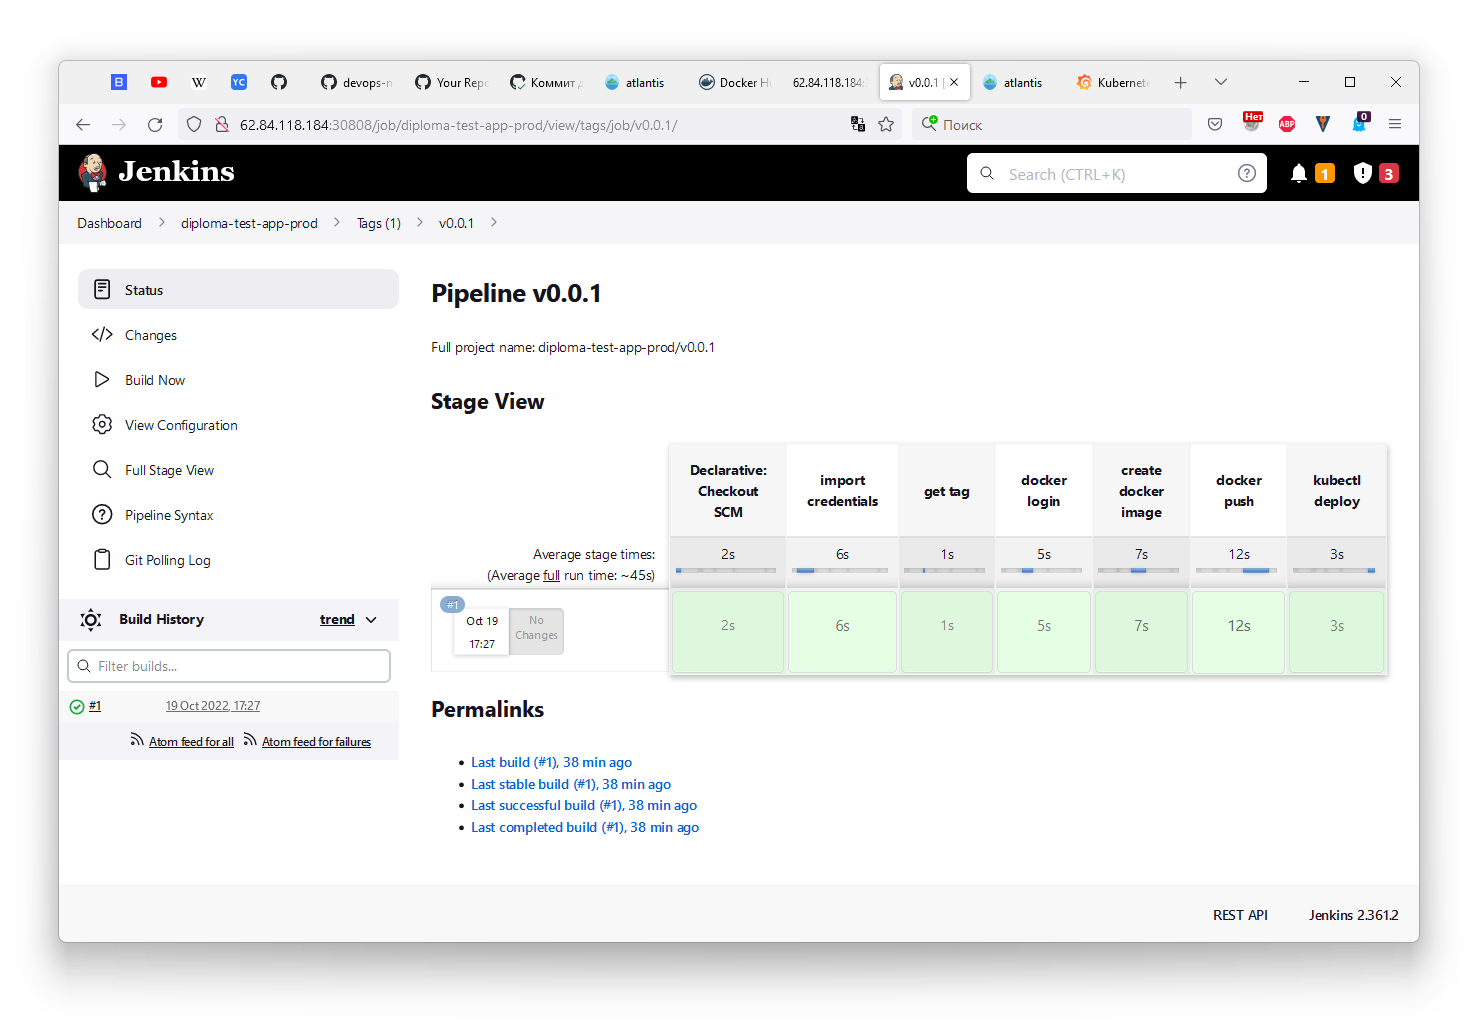 B
W
YC
devops-n
Your Repo
Коммит д
atlantis
Docker H
62.84.118.184:
v0.0.1 [
atlantis
Kubernete
62.84.118.184:30808/job/diploma-test-app-prod/view/tags/job/v0.0.1/
Поиск
Нет
ABP
0
Jenkins
Search (CTRL+K)
1
3
Dashboard
diploma-test-app-prod
Tags (1)
v0.0.1
Status
Changes
Build Now
View Configuration
Full Stage View
Pipeline Syntax
Git Polling Log
Build History
trend
Filter builds...
#1
19 Oct 2022, 17:27
Atom feed for all
Atom feed for failures
Pipeline v0.0.1
Full project name: diploma-test-app-prod/v0.0.1
Stage View
Declarative: Checkout SCM
import credentials
get tag
docker login
create docker image
docker push
kubectl deploy
Average stage times:
(Average full run time: ~45s)
2s
6s
1s
5s
7s
12s
3s
#1
Oct 19
17:27
No Changes
2s
6s
1s
5s
7s
12s
3s
Permalinks
Last build (#1), 38 min ago
Last stable build (#1), 38 min ago
Last successful build (#1), 38 min ago
Last completed build (#1), 38 min ago
REST API
Jenkins 2.361.2